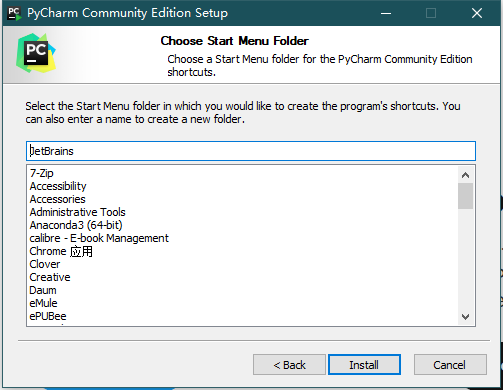 PyCharm Community Edition Setup
PC
Choose Start Menu Folder
Choose a Start Menu folder for the PyCharm Community Edition
shortcuts.
Select the Start Menu folder in which you would like to create the program's shortcuts. You
can also enter a name to create a new folder.
JetBrains
7-Zip
Accessibility
Accessories
Administrative Tools
Anaconda3 (64-bit)
calibre - E-book Management
Chrome 应用
Clover
Creative
Daum
eMule
ePUBee
< Back
Install
Cancel